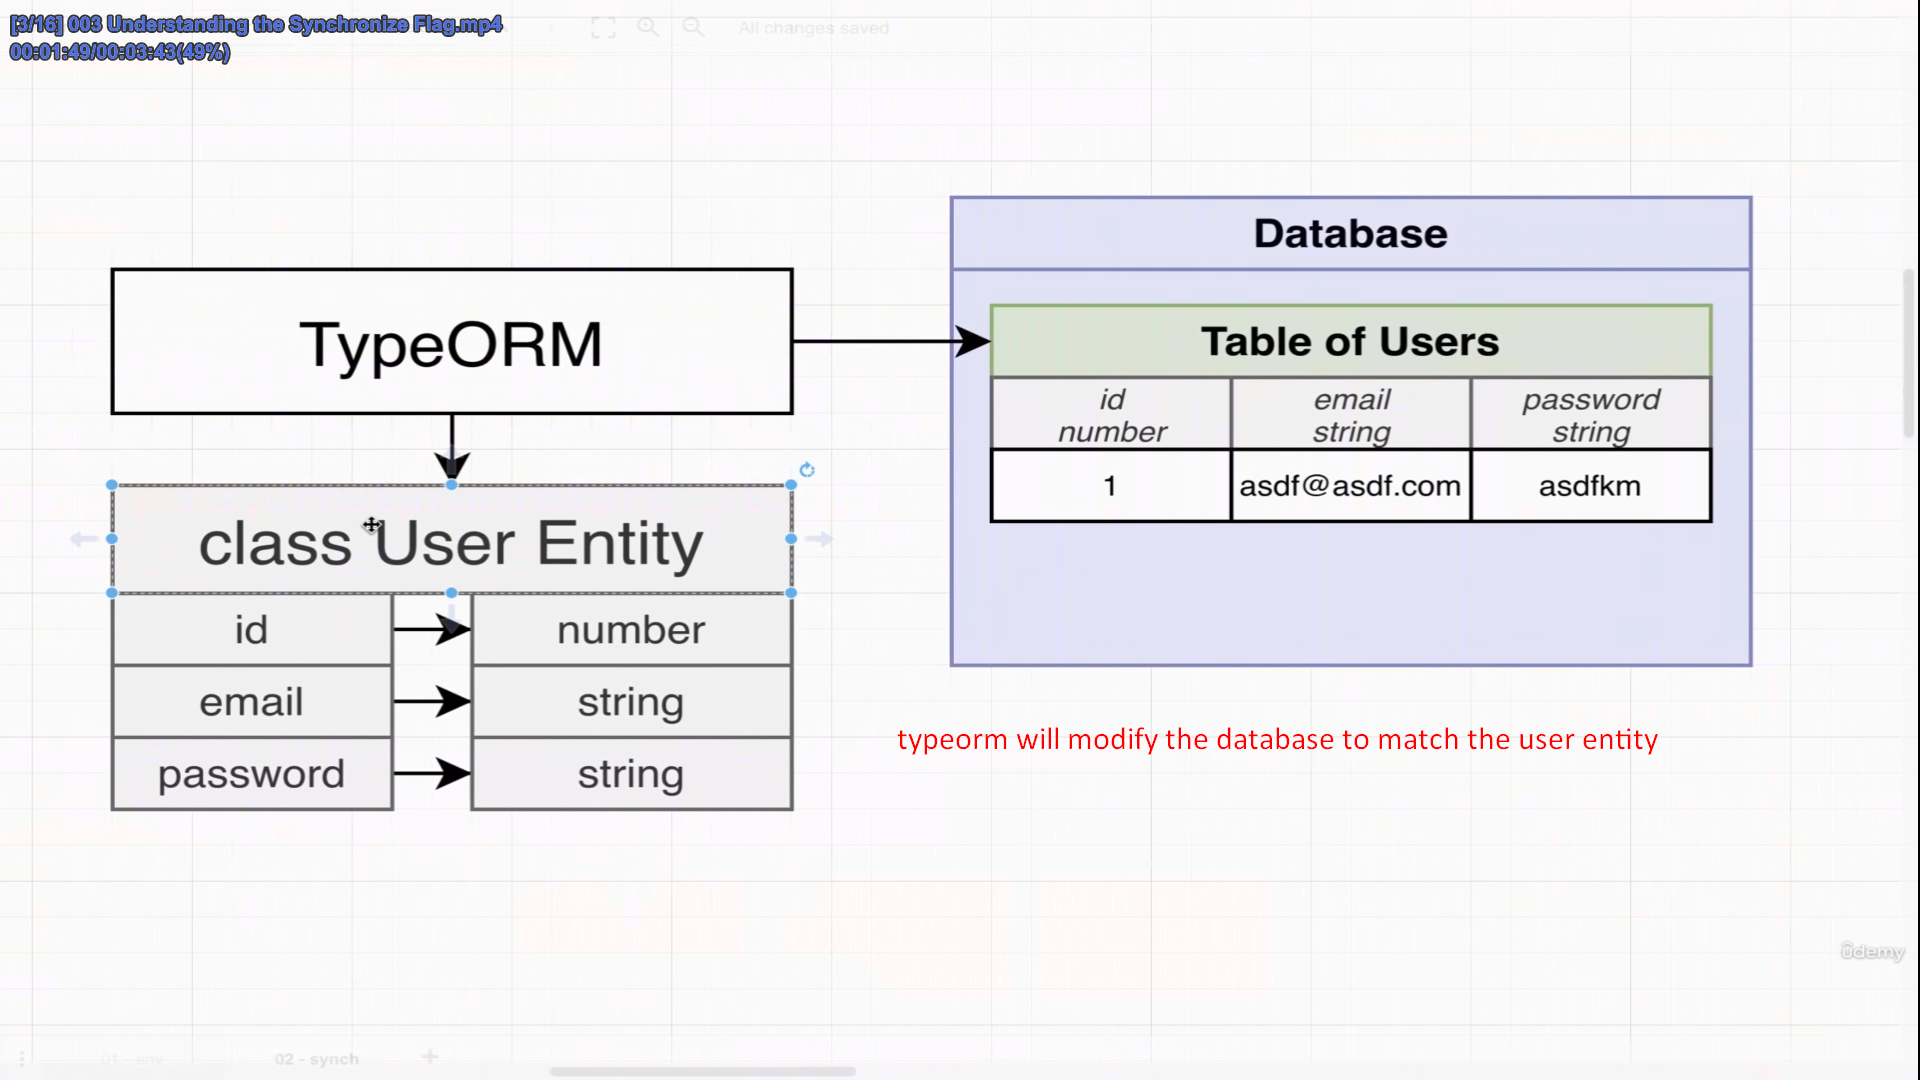 [3/16] 003 Understanding the Synchronize Flag.mp4
00:01:49/00:03:43(49%)
All changes saved
Database
TypeORM
Table of Users
id
number
email
string
password
string
1
asdf@asdf.com
asdfkm
class User Entity
id
number
email
string
password
string
typeorm will modify the database to match the user entity
ûdemy
01 - env
02 - synch